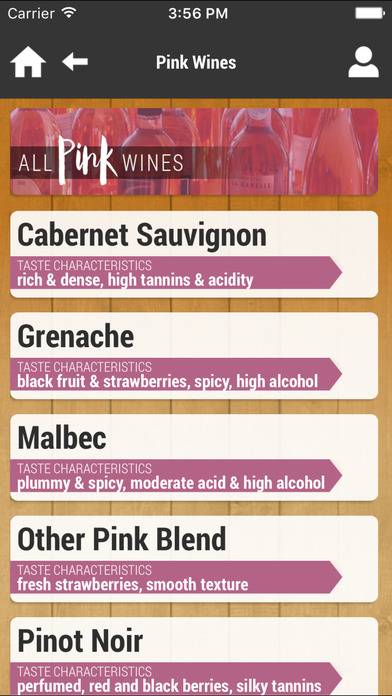 Carrier 3:56 PM
Pink Wines
ALL Pink WINES
Cabernet Sauvignon
TASTE CHARACTERISTICS
rich & dense, high tannins & acidity
Grenache
TASTE CHARACTERISTICS
black fruit & strawberries, spicy, high alcohol
Malbec
TASTE CHARACTERISTICS
plummy & spicy, moderate acid & high alcohol
Other Pink Blend
TASTE CHARACTERISTICS
fresh strawberries, smooth texture
Pinot Noir
TASTE CHARACTERISTICS
perfumed, red and black berries, silky tannins